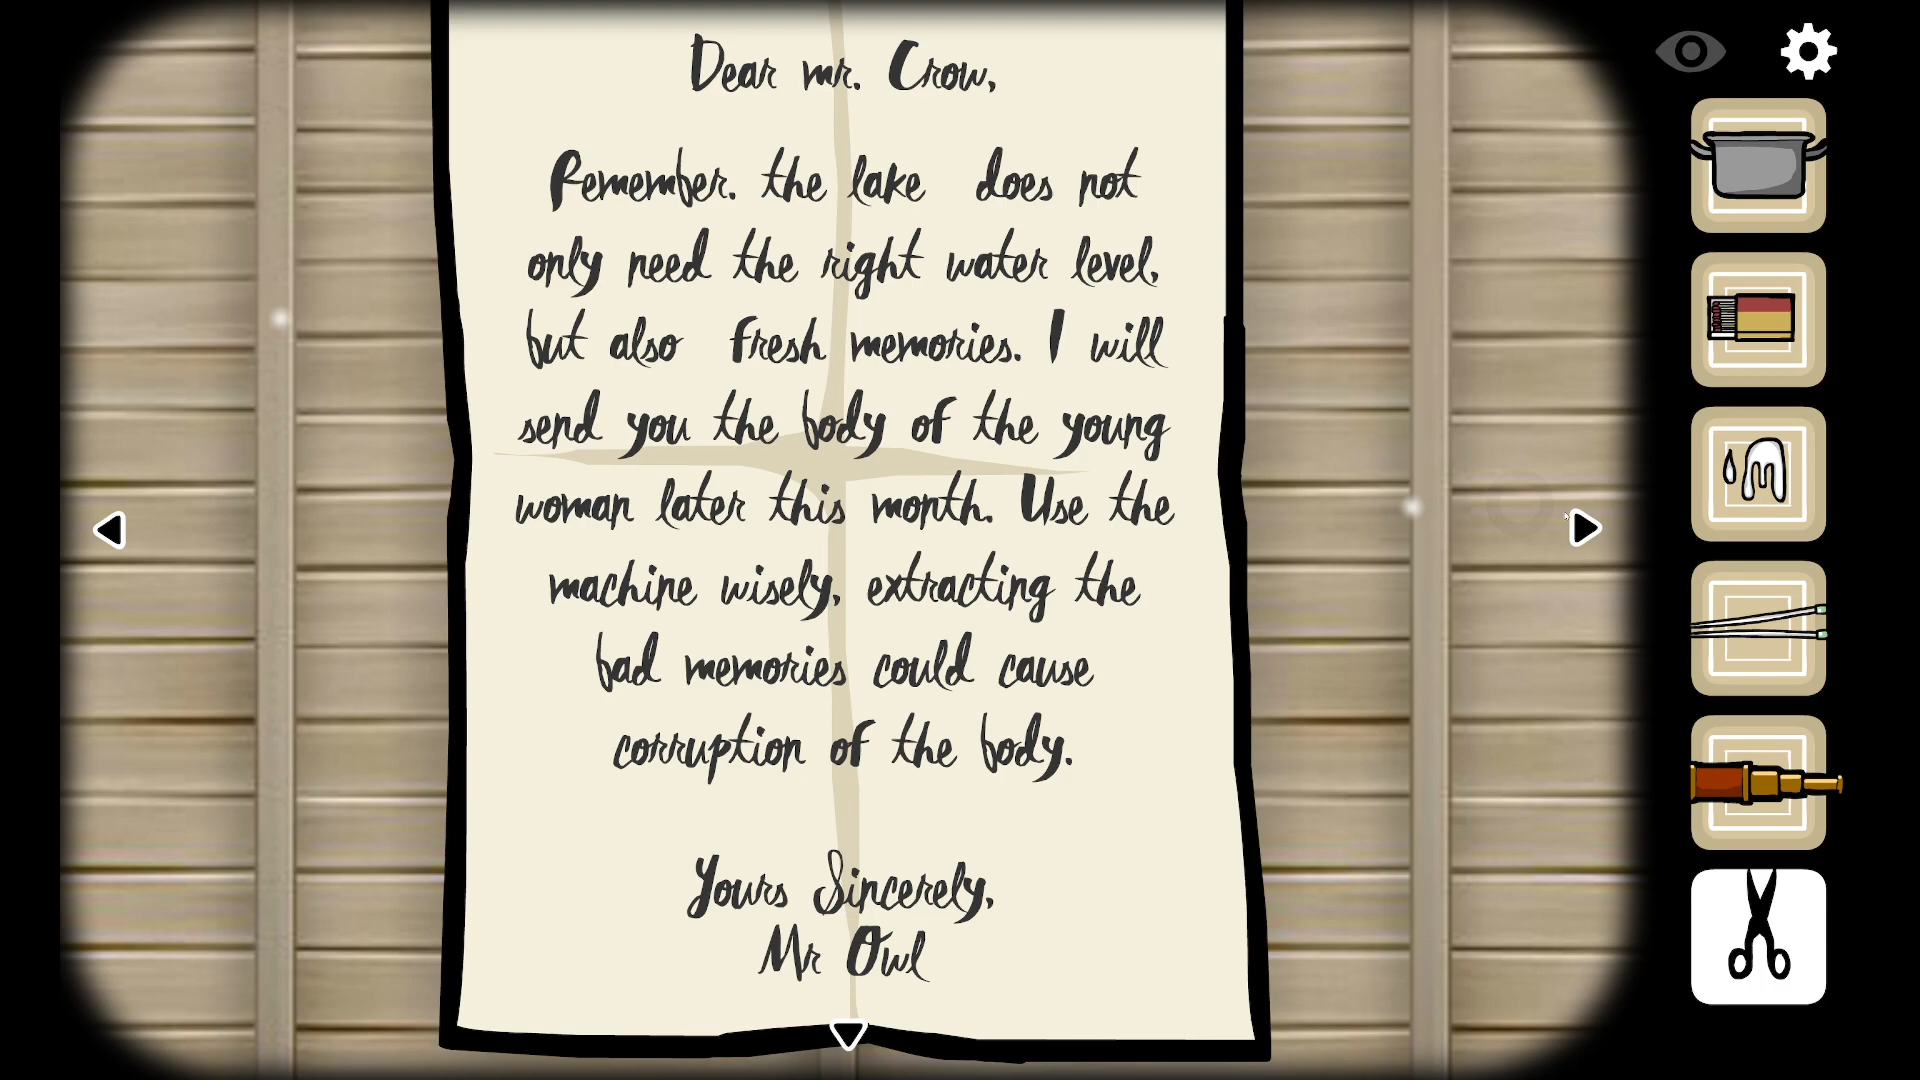 Dear mr. Crow,
Remember. the lake does not
only need the right water level,
but also fresh memories. I will
send you the body of the young
woman later this month. Use the
machine wisely, extracting the
bad memories could cause
corruption of the body.
Yours Sincerely,
Mr Owl